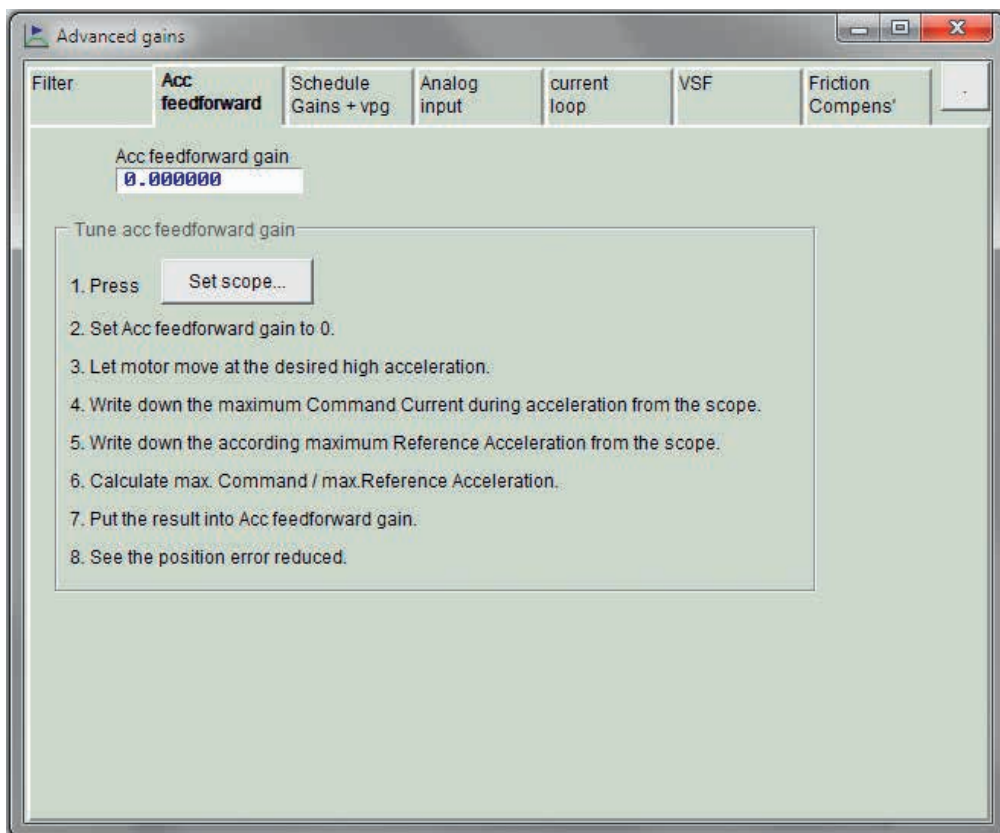 Advanced gains
Filter
Acc
feedforward
Schedule
Gains + vpg
Analog
input
current
loop
VSF
Friction
Compens'
.
Acc feedforward gain
0.000000
Tune acc feedforward gain
1. Press Set scope...
2. Set Acc feedforward gain to 0.
3. Let motor move at the desired high acceleration.
4. Write down the maximum Command Current during acceleration from the scope.
5. Write down the according maximum Reference Acceleration from the scope.
6. Calculate max. Command / max.Reference Acceleration.
7. Put the result into Acc feedforward gain.
8. See the position error reduced.